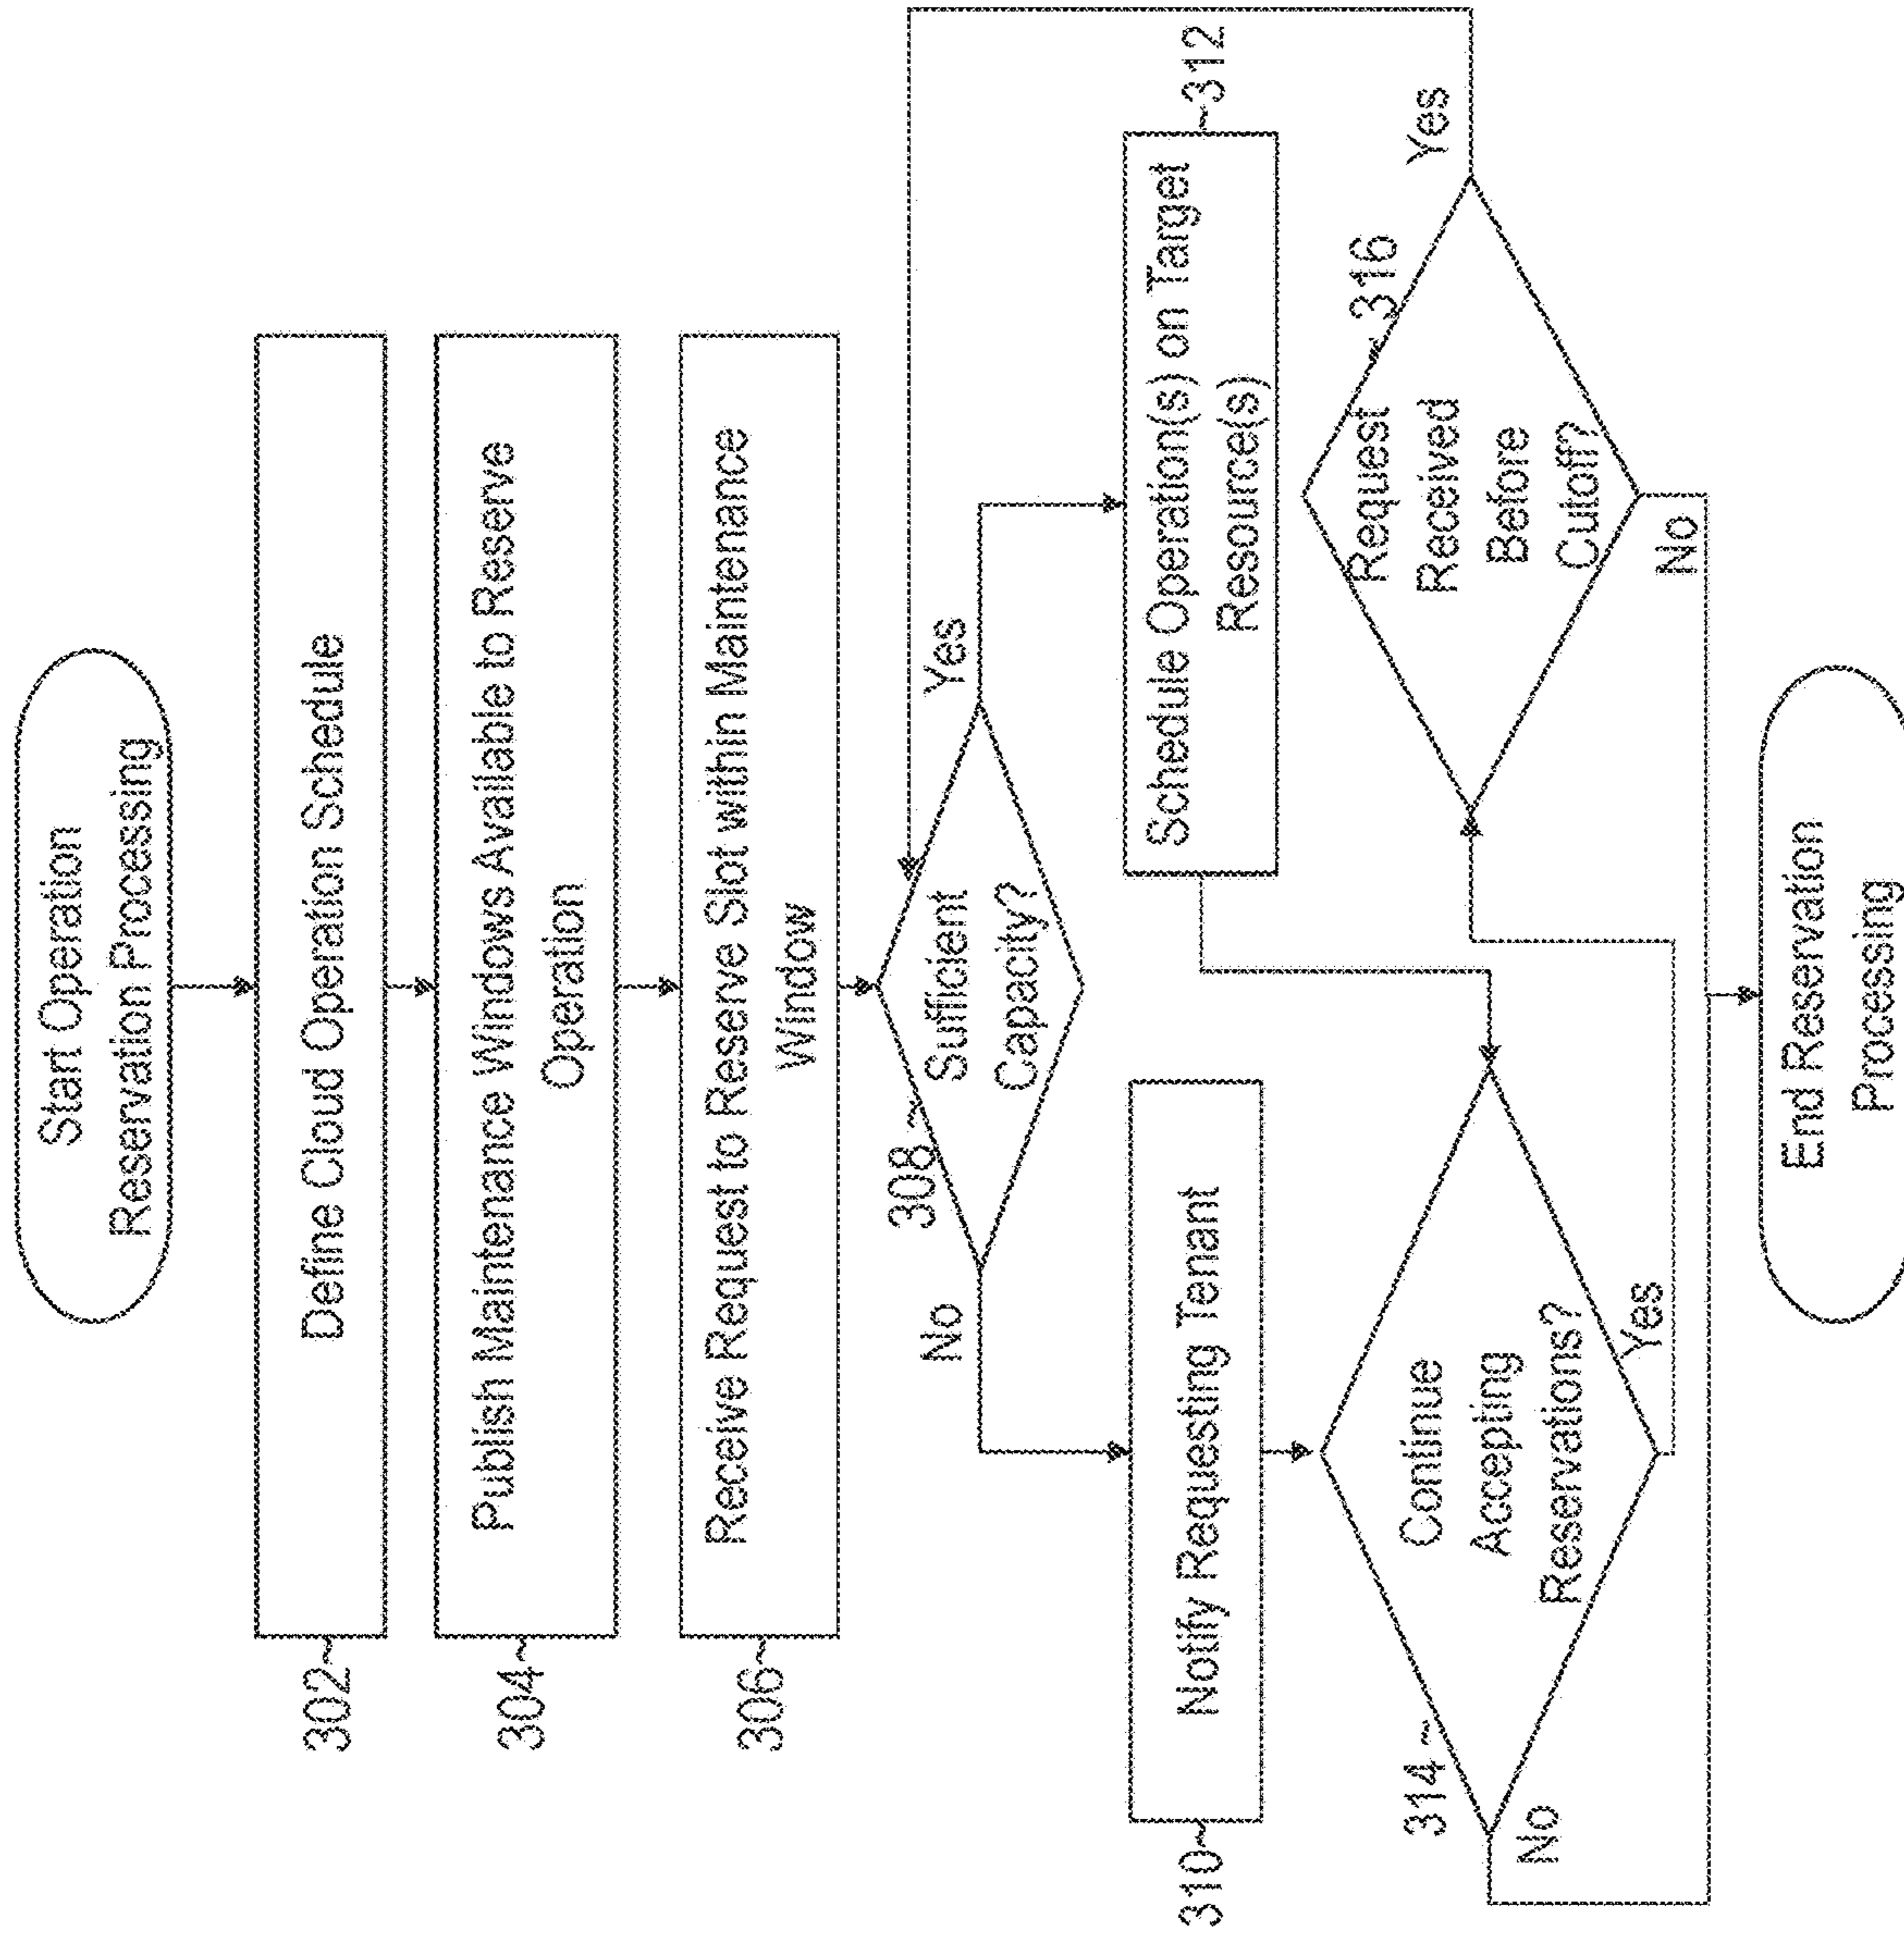 Start Operation
Reservation Processing
302~
Define Cloud Operation Schedule
304~
Publish Maintenance Windows Available to Reserve
Operation
306~
Receive Request to Reserve Slot within Maintenance
Window
308~
Sufficient
Capacity?
No
Yes
310~
Notify Requesting Tenant
Schedule Operation(s) on Target
Resource(s)
~312
314~
Continue
Accepting
Reservations?
No
Yes
~316
Request
Received
Before
Cutoff?
Yes
No
End Reservation
Processing